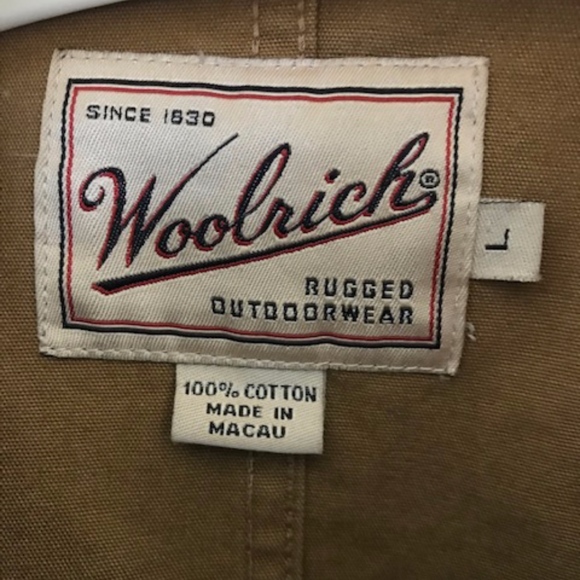 SINCE 1830
Woolrich®
RUGGED
OUTDOORWEAR
L
100% COTTON
MADE IN
MACAU